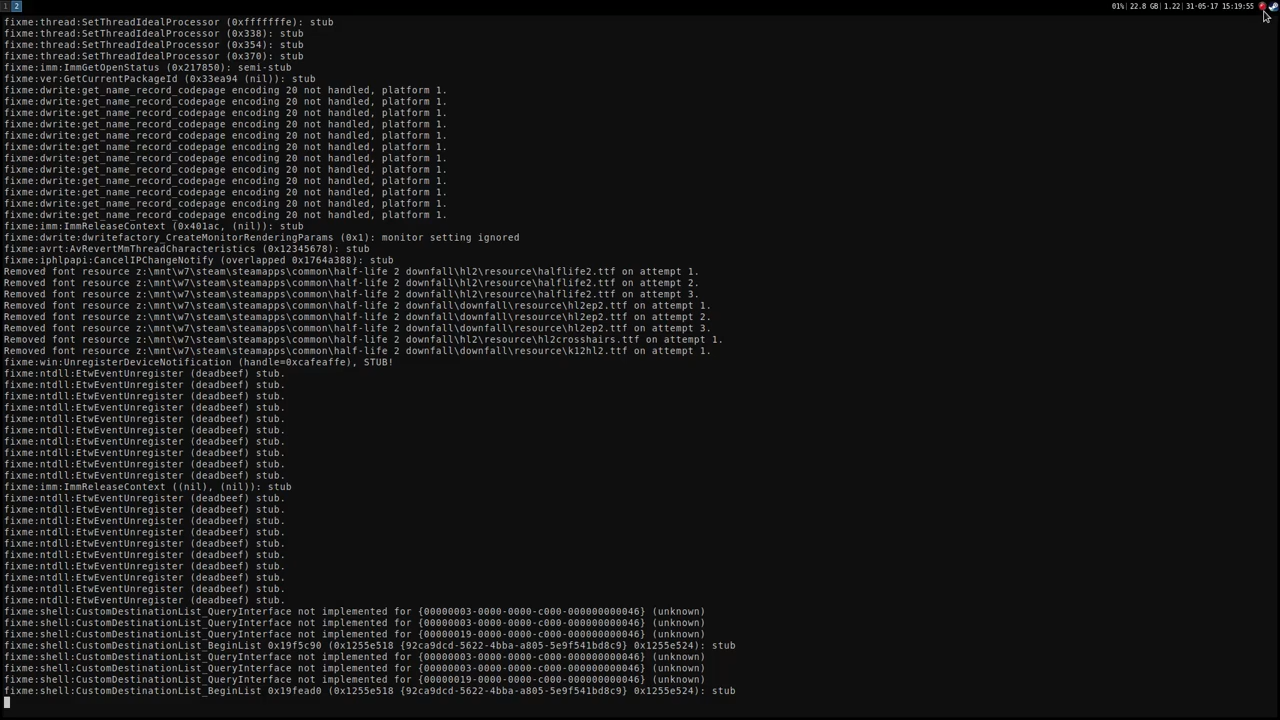 1 2 01% | 22.8 GB | 1.22 | 31-05-17 15:19:55
fixme:thread:SetThreadIdealProcessor (0xfffffffe): stub
fixme:thread:SetThreadIdealProcessor (0x338): stub
fixme:thread:SetThreadIdealProcessor (0x354): stub
fixme:thread:SetThreadIdealProcessor (0x370): stub
fixme:imm:ImmGetOpenStatus (0x217850): semi-stub
fixme:ver:GetCurrentPackageId (0x33ea94 (nil)): stub
fixme:dwrite:get_name_record_codepage encoding 20 not handled, platform 1.
fixme:dwrite:get_name_record_codepage encoding 20 not handled, platform 1.
fixme:dwrite:get_name_record_codepage encoding 20 not handled, platform 1.
fixme:dwrite:get_name_record_codepage encoding 20 not handled, platform 1.
fixme:dwrite:get_name_record_codepage encoding 20 not handled, platform 1.
fixme:dwrite:get_name_record_codepage encoding 20 not handled, platform 1.
fixme:dwrite:get_name_record_codepage encoding 20 not handled, platform 1.
fixme:dwrite:get_name_record_codepage encoding 20 not handled, platform 1.
fixme:dwrite:get_name_record_codepage encoding 20 not handled, platform 1.
fixme:dwrite:get_name_record_codepage encoding 20 not handled, platform 1.
fixme:dwrite:get_name_record_codepage encoding 20 not handled, platform 1.
fixme:dwrite:get_name_record_codepage encoding 20 not handled, platform 1.
fixme:imm:ImmReleaseContext (0x401ac, (nil)): stub
fixme:dwrite:dwritefactory_CreateMonitorRenderingParams (0x1): monitor setting ignored
fixme:avrt:AvRevertMmThreadCharacteristics (0x12345678): stub
fixme:iphlpapi:CancelIPChangeNotify (overlapped 0x1764a388): stub
Removed font resource z:\mnt\w7\steam\steamapps\common\half-life 2 downfall\hl2\resource\halflife2.ttf on attempt 1.
Removed font resource z:\mnt\w7\steam\steamapps\common\half-life 2 downfall\hl2\resource\halflife2.ttf on attempt 2.
Removed font resource z:\mnt\w7\steam\steamapps\common\half-life 2 downfall\hl2\resource\halflife2.ttf on attempt 3.
Removed font resource z:\mnt\w7\steam\steamapps\common\half-life 2 downfall\downfall\resource\hl2ep2.ttf on attempt 1.
Removed font resource z:\mnt\w7\steam\steamapps\common\half-life 2 downfall\downfall\resource\hl2ep2.ttf on attempt 2.
Removed font resource z:\mnt\w7\steam\steamapps\common\half-life 2 downfall\downfall\resource\hl2ep2.ttf on attempt 3.
Removed font resource z:\mnt\w7\steam\steamapps\common\half-life 2 downfall\hl2\resource\hl2crosshairs.ttf on attempt 1.
Removed font resource z:\mnt\w7\steam\steamapps\common\half-life 2 downfall\downfall\resource\k12hl2.ttf on attempt 1.
fixme:win:UnregisterDeviceNotification (handle=0xcafeaffe), STUB!
fixme:ntdll:EtwEventUnregister (deadbeef) stub.
fixme:ntdll:EtwEventUnregister (deadbeef) stub.
fixme:ntdll:EtwEventUnregister (deadbeef) stub.
fixme:ntdll:EtwEventUnregister (deadbeef) stub.
fixme:ntdll:EtwEventUnregister (deadbeef) stub.
fixme:ntdll:EtwEventUnregister (deadbeef) stub.
fixme:ntdll:EtwEventUnregister (deadbeef) stub.
fixme:ntdll:EtwEventUnregister (deadbeef) stub.
fixme:ntdll:EtwEventUnregister (deadbeef) stub.
fixme:ntdll:EtwEventUnregister (deadbeef) stub.
fixme:imm:ImmReleaseContext ((nil), (nil)): stub
fixme:ntdll:EtwEventUnregister (deadbeef) stub.
fixme:ntdll:EtwEventUnregister (deadbeef) stub.
fixme:ntdll:EtwEventUnregister (deadbeef) stub.
fixme:ntdll:EtwEventUnregister (deadbeef) stub.
fixme:ntdll:EtwEventUnregister (deadbeef) stub.
fixme:ntdll:EtwEventUnregister (deadbeef) stub.
fixme:ntdll:EtwEventUnregister (deadbeef) stub.
fixme:ntdll:EtwEventUnregister (deadbeef) stub.
fixme:ntdll:EtwEventUnregister (deadbeef) stub.
fixme:ntdll:EtwEventUnregister (deadbeef) stub.
fixme:shell:CustomDestinationList_QueryInterface not implemented for {00000003-0000-0000-c000-000000000046} (unknown)
fixme:shell:CustomDestinationList_QueryInterface not implemented for {00000003-0000-0000-c000-000000000046} (unknown)
fixme:shell:CustomDestinationList_QueryInterface not implemented for {00000019-0000-0000-c000-000000000046} (unknown)
fixme:shell:CustomDestinationList_BeginList 0x19f5c90 (0x1255e518 {92ca9dcd-5622-4bba-a805-5e9f541bd8c9} 0x1255e524): stub
fixme:shell:CustomDestinationList_QueryInterface not implemented for {00000003-0000-0000-c000-000000000046} (unknown)
fixme:shell:CustomDestinationList_QueryInterface not implemented for {00000003-0000-0000-c000-000000000046} (unknown)
fixme:shell:CustomDestinationList_QueryInterface not implemented for {00000019-0000-0000-c000-000000000046} (unknown)
fixme:shell:CustomDestinationList_BeginList 0x19fead0 (0x1255e518 {92ca9dcd-5622-4bba-a805-5e9f541bd8c9} 0x1255e524): stub